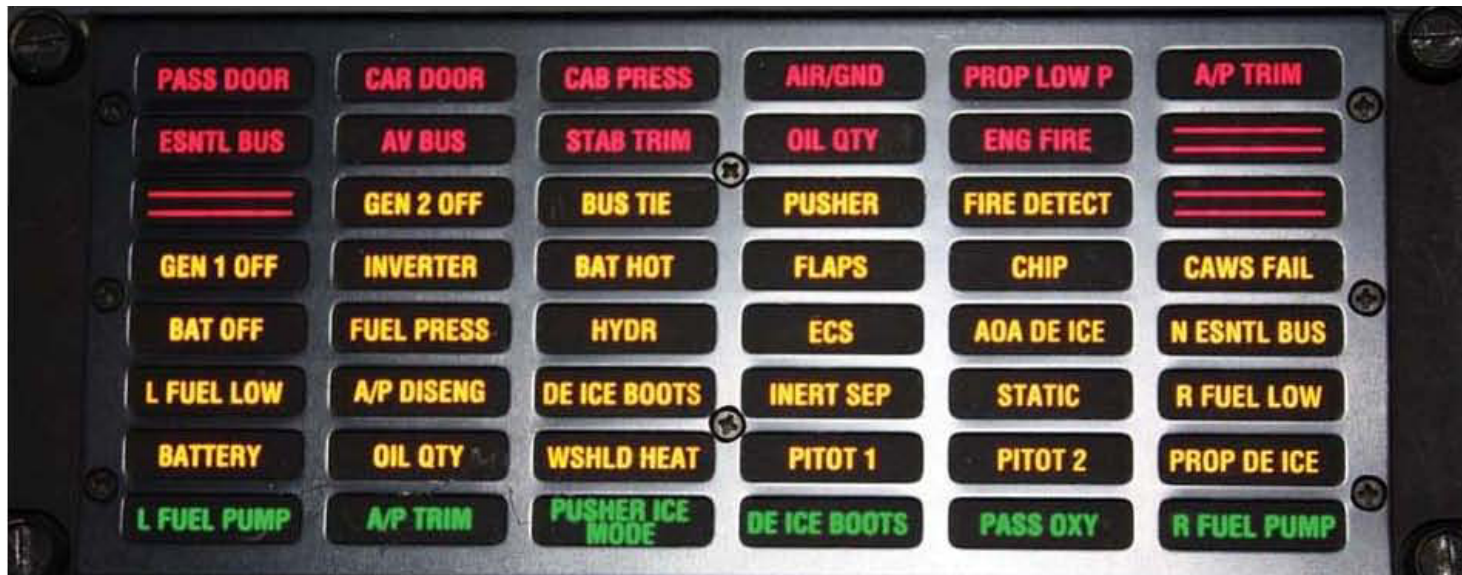 PASS DOOR CAR DOOR CAB PRESS AIR/GND PROP LOW P A/P TRIM
ESNTL BUS AV BUS STAB TRIM OIL QTY ENG FIRE
GEN 2 OFF BUS TIE PUSHER FIRE DETECT
GEN 1 OFF INVERTER BAT HOT FLAPS CHIP CAWS FAIL
BAT OFF FUEL PRESS HYDR ECS AOA DE ICE N ESNTL BUS
L FUEL LOW A/P DISENG DE ICE BOOTS INERT SEP STATIC R FUEL LOW
BATTERY OIL QTY WSHLD HEAT PITOT 1 PITOT 2 PROP DE ICE
L FUEL PUMP A/P TRIM PUSHER ICE MODE DE ICE BOOTS PASS OXY R FUEL PUMP